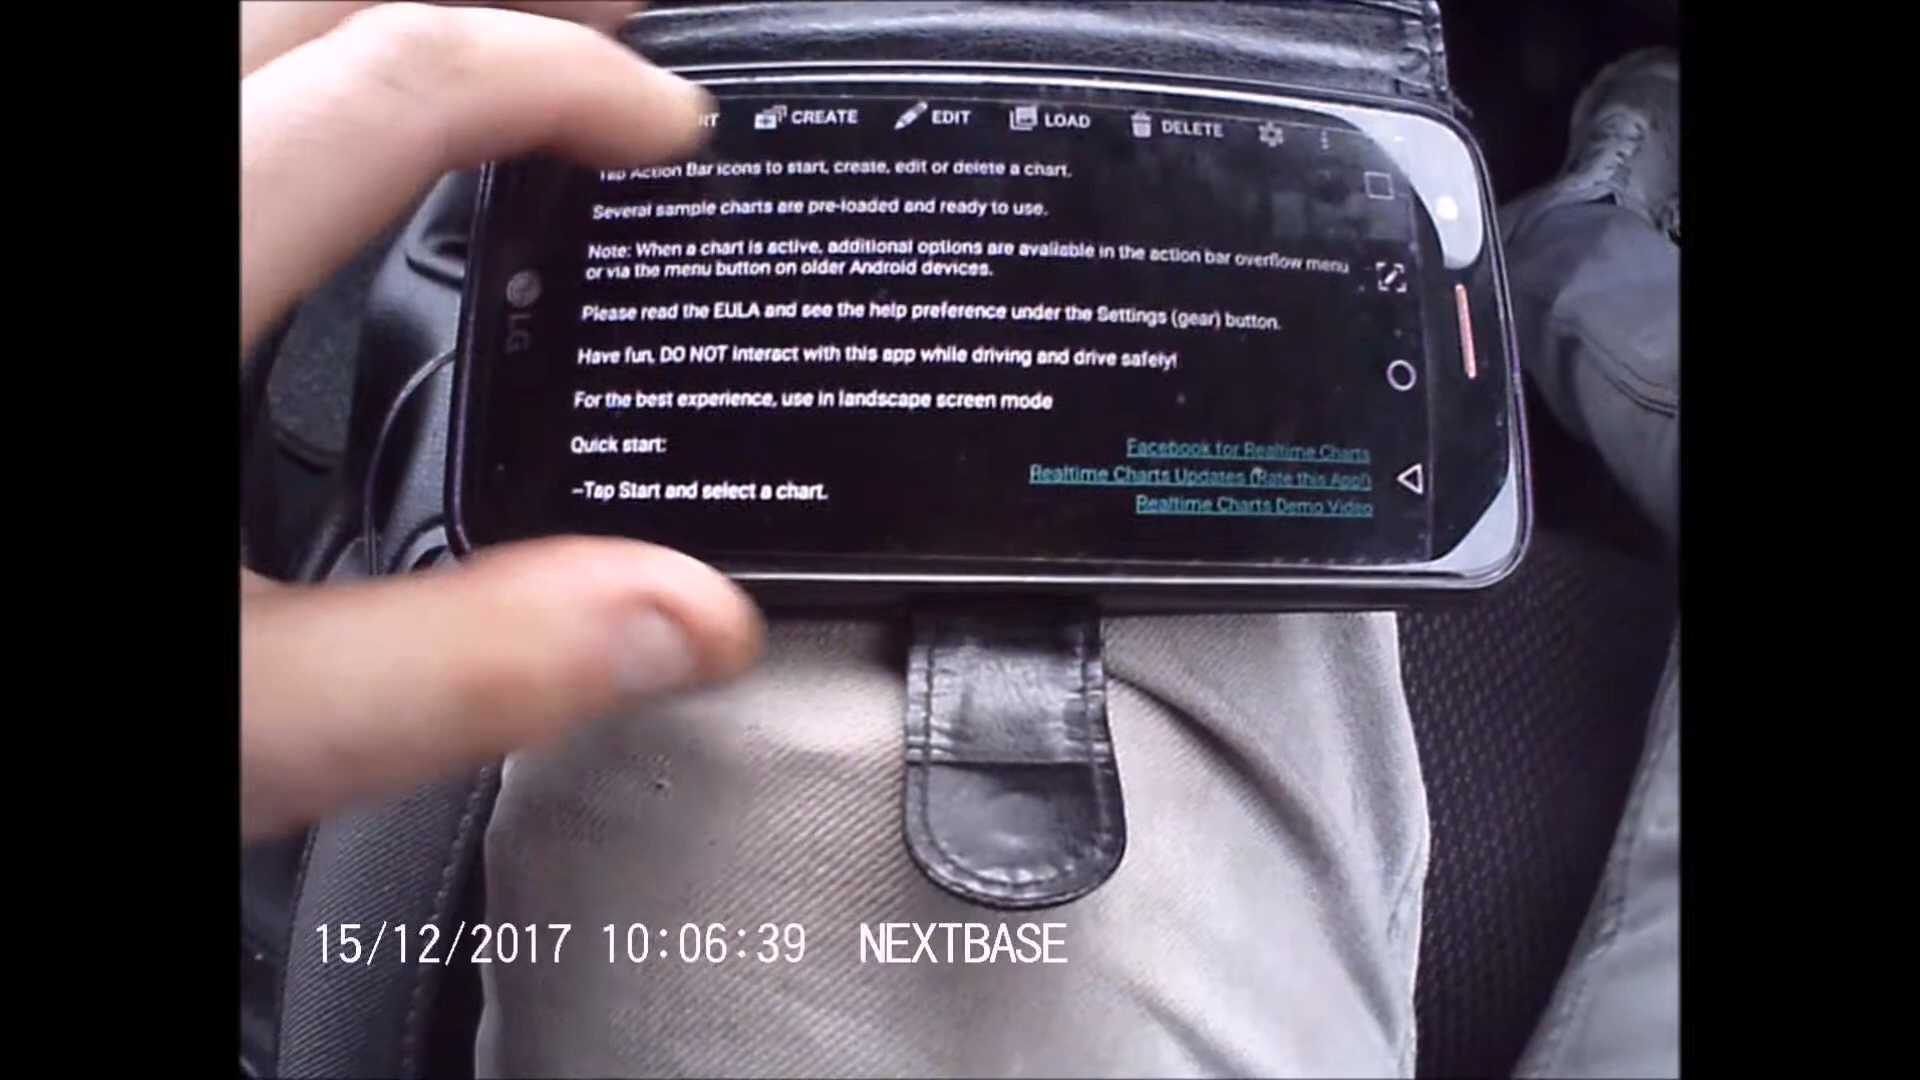 CREATE EDIT LOAD DELETE
Tap Action Bar icons to start, create, edit or delete a chart.
Several sample charts are pre-loaded and ready to use.
Note: When a chart is active, additional options are available in the action bar overflow menu
or via the menu button on older Android devices.
Please read the EULA and see the help preference under the Settings (gear) button.
Have fun, DO NOT interact with this app while driving and drive safely!
For the best experience, use in landscape screen mode
Quick start:
Facebook for Realtime Charts
Realtime Charts Updates (Rate this App!)
–Tap Start and select a chart.
Realtime Charts Demo Video
LG
15/12/2017 10:06:39 NEXTBASE